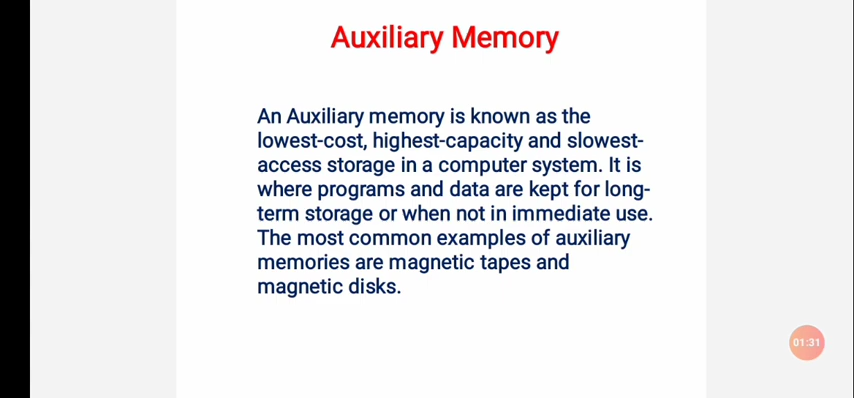 Auxiliary Memory
An Auxiliary memory is known as the
lowest-cost, highest-capacity and slowest-
access storage in a computer system. It is
where programs and data are kept for long-
term storage or when not in immediate use.
The most common examples of auxiliary
memories are magnetic tapes and
magnetic disks.
01:31